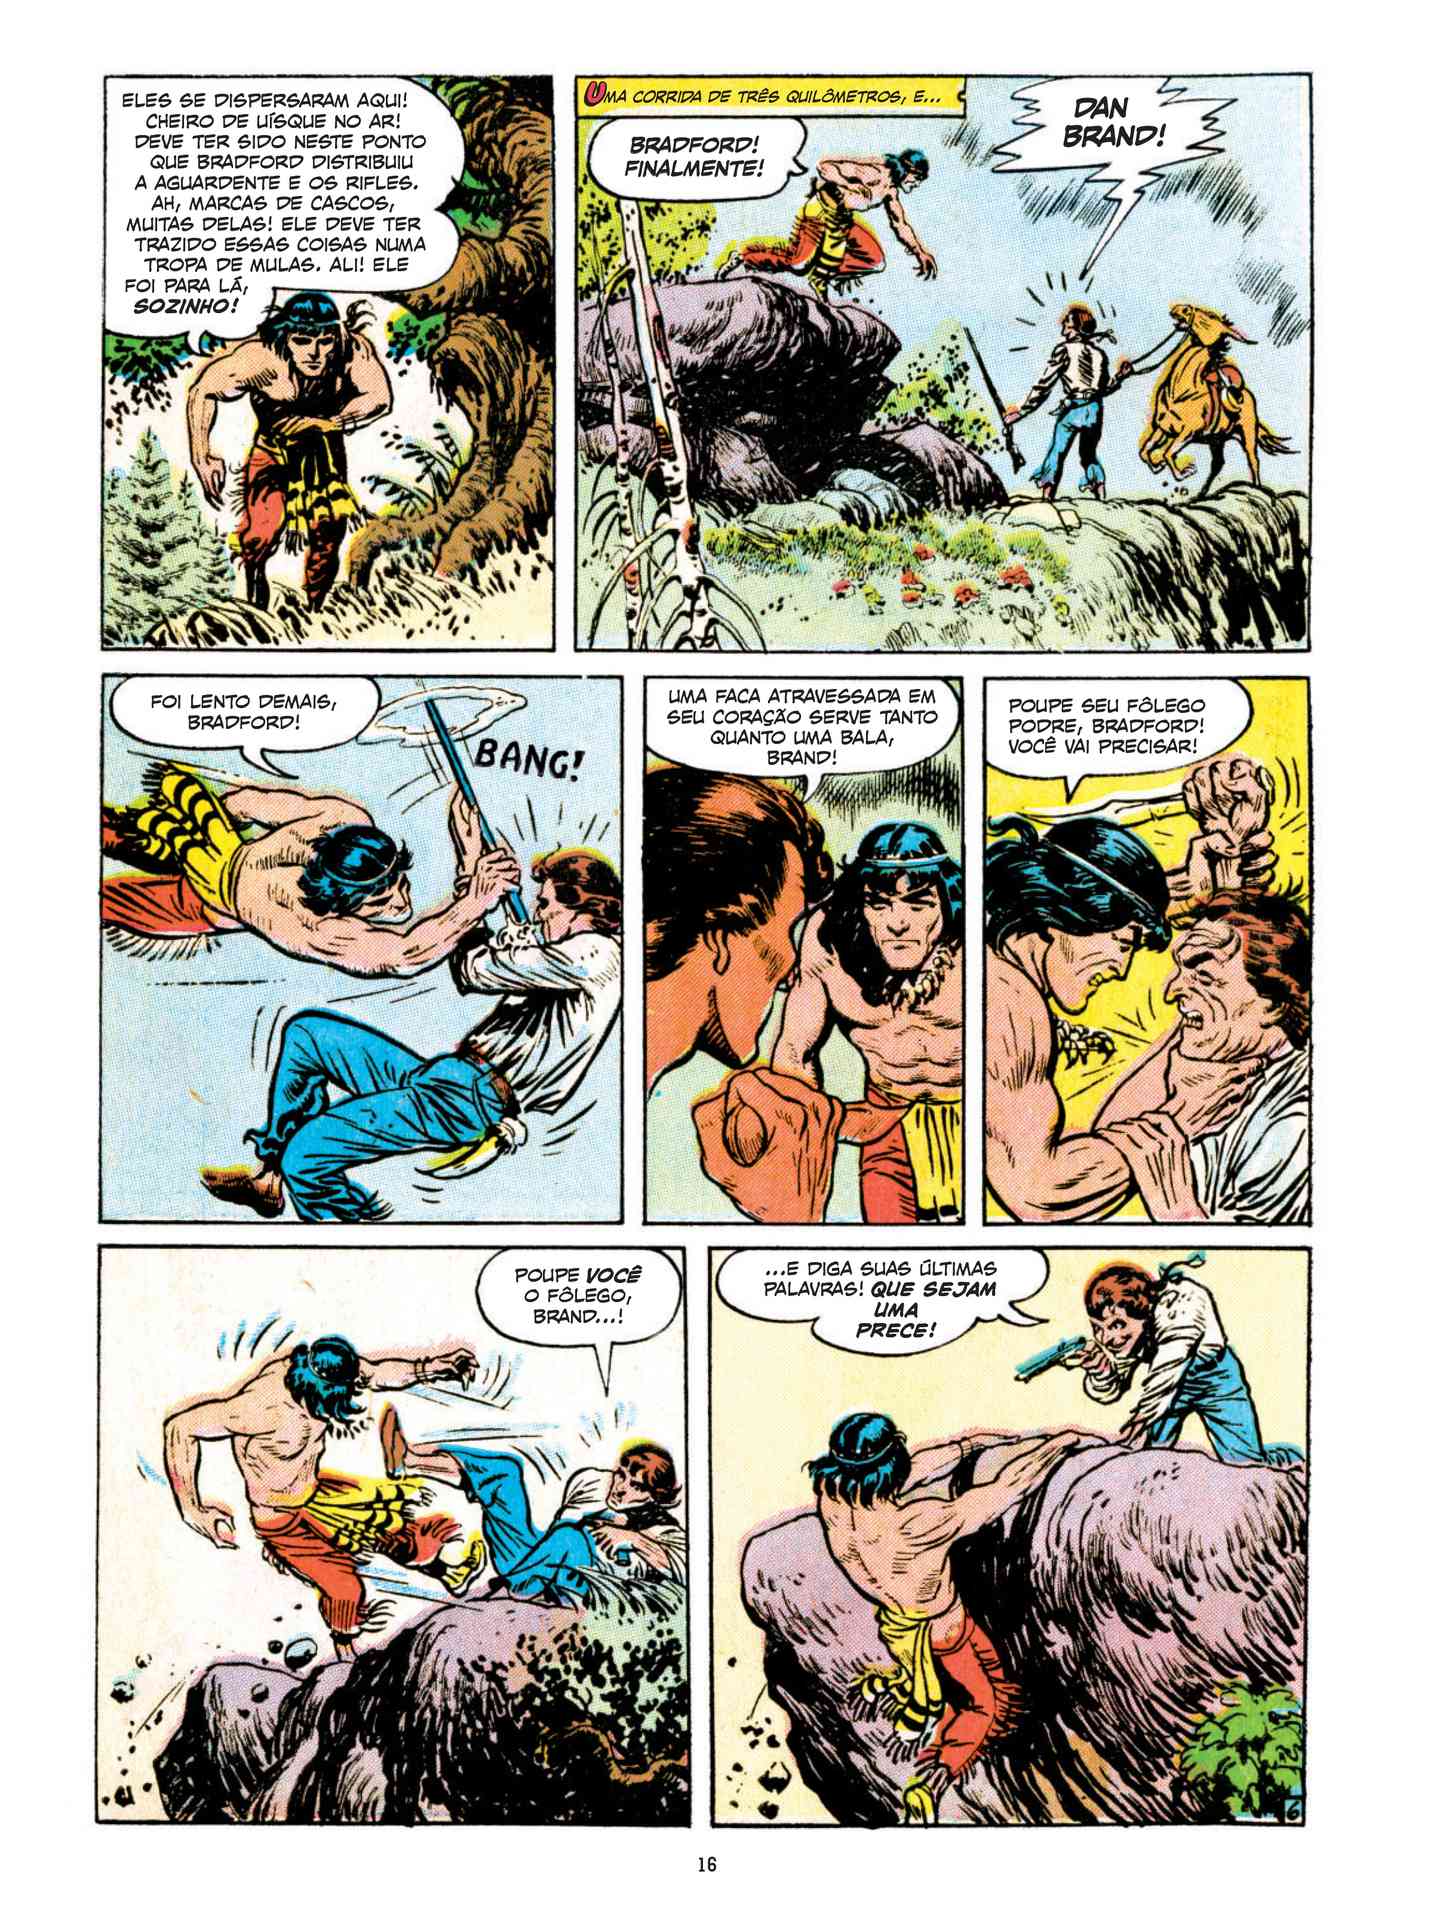 ELES SE DISPERSARAM AQUI!
CHEIRO DE UÍSQUE NO AR!
DEVE TER SIDO NESTE PONTO
QUE BRADFORD DISTRIBUIU
A AGUARDENTE E OS RIFLES.
AH, MARCAS DE CASCOS,
MUITAS DELAS! ELE DEVE TER
TRAZIDO ESSAS COISAS NUMA
TROPA DE MULAS. ALI! ELE
FOI PARA LÁ,
SOZINHO!
UMA CORRIDA DE TRÊS QUILÔMETROS, E...
BRADFORD!
FINALMENTE!
DAN
BRAND!
FOI LENTO DEMAIS,
BRADFORD!
BANG!
UMA FACA ATRAVESSADA EM
SEU CORAÇÃO SERVE TANTO
QUANTO UMA BALA,
BRAND!
POUPE SEU FÔLEGO
PODRE, BRADFORD!
VOCÊ VAI PRECISAR!
POUPE VOCÊ
O FÔLEGO,
BRAND...!
...E DIGA SUAS ÚLTIMAS
PALAVRAS! QUE SEJAM
UMA
PRECE!
6
16